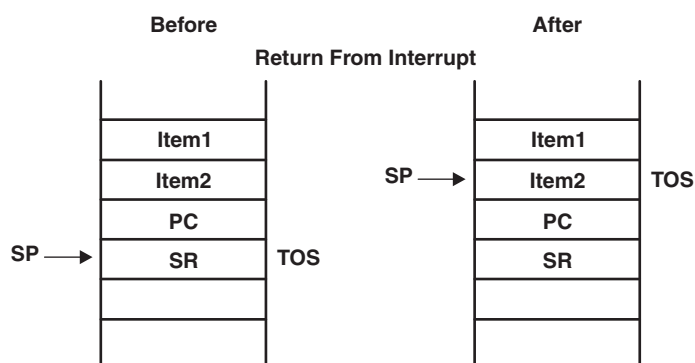 Before
After
Return From Interrupt
Item1
Item2
PC
SP
SR
TOS
Item1
SP
Item2
TOS
PC
SR